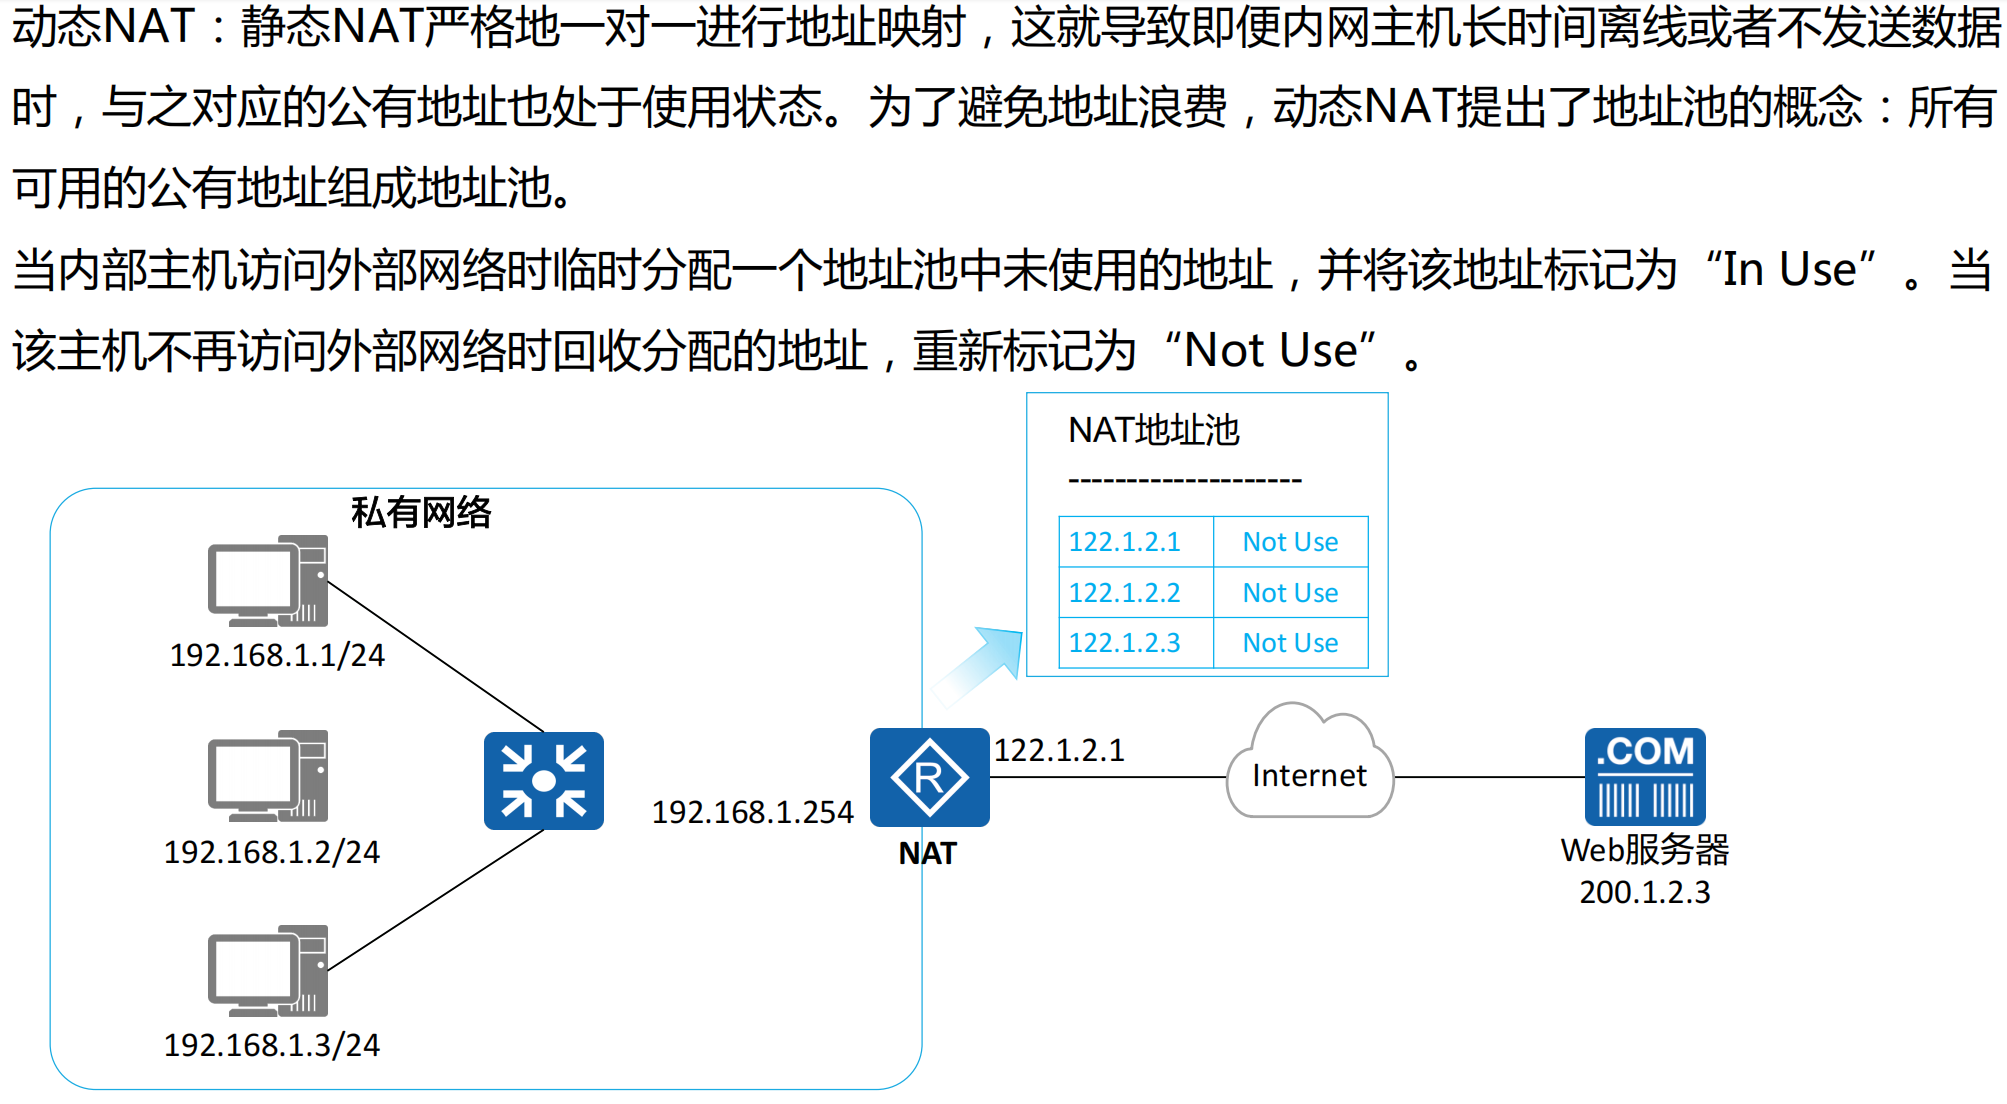 动态NAT：静态NAT严格地一对一进行地址映射，这就导致即便内网主机长时间离线或者不发送数据
时，与之对应的公有地址也处于使用状态。为了避免地址浪费，动态NAT提出了地址池的概念：所有
可用的公有地址组成地址池。
当内部主机访问外部网络时临时分配一个地址池中未使用的地址，并将该地址标记为“In Use”。当
该主机不再访问外部网络时回收分配的地址，重新标记为“Not Use”。
NAT地址池
--------------------
122.1.2.1 Not Use
122.1.2.2 Not Use
122.1.2.3 Not Use
私有网络
192.168.1.1/24
192.168.1.2/24
192.168.1.3/24
192.168.1.254
R
NAT
122.1.2.1
Internet
.COM
Web服务器
200.1.2.3